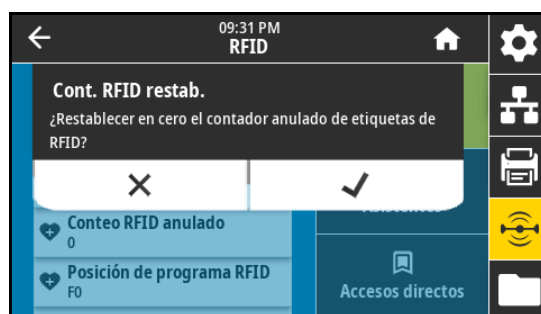 09:31 PM
RFID
Cont. RFID restab.
¿Restablecer en cero el contador anulado de etiquetas de
RFID?
Asistentes
Conteo RFID anulado
0
Posición de programa RFID
F0
Accesos directos